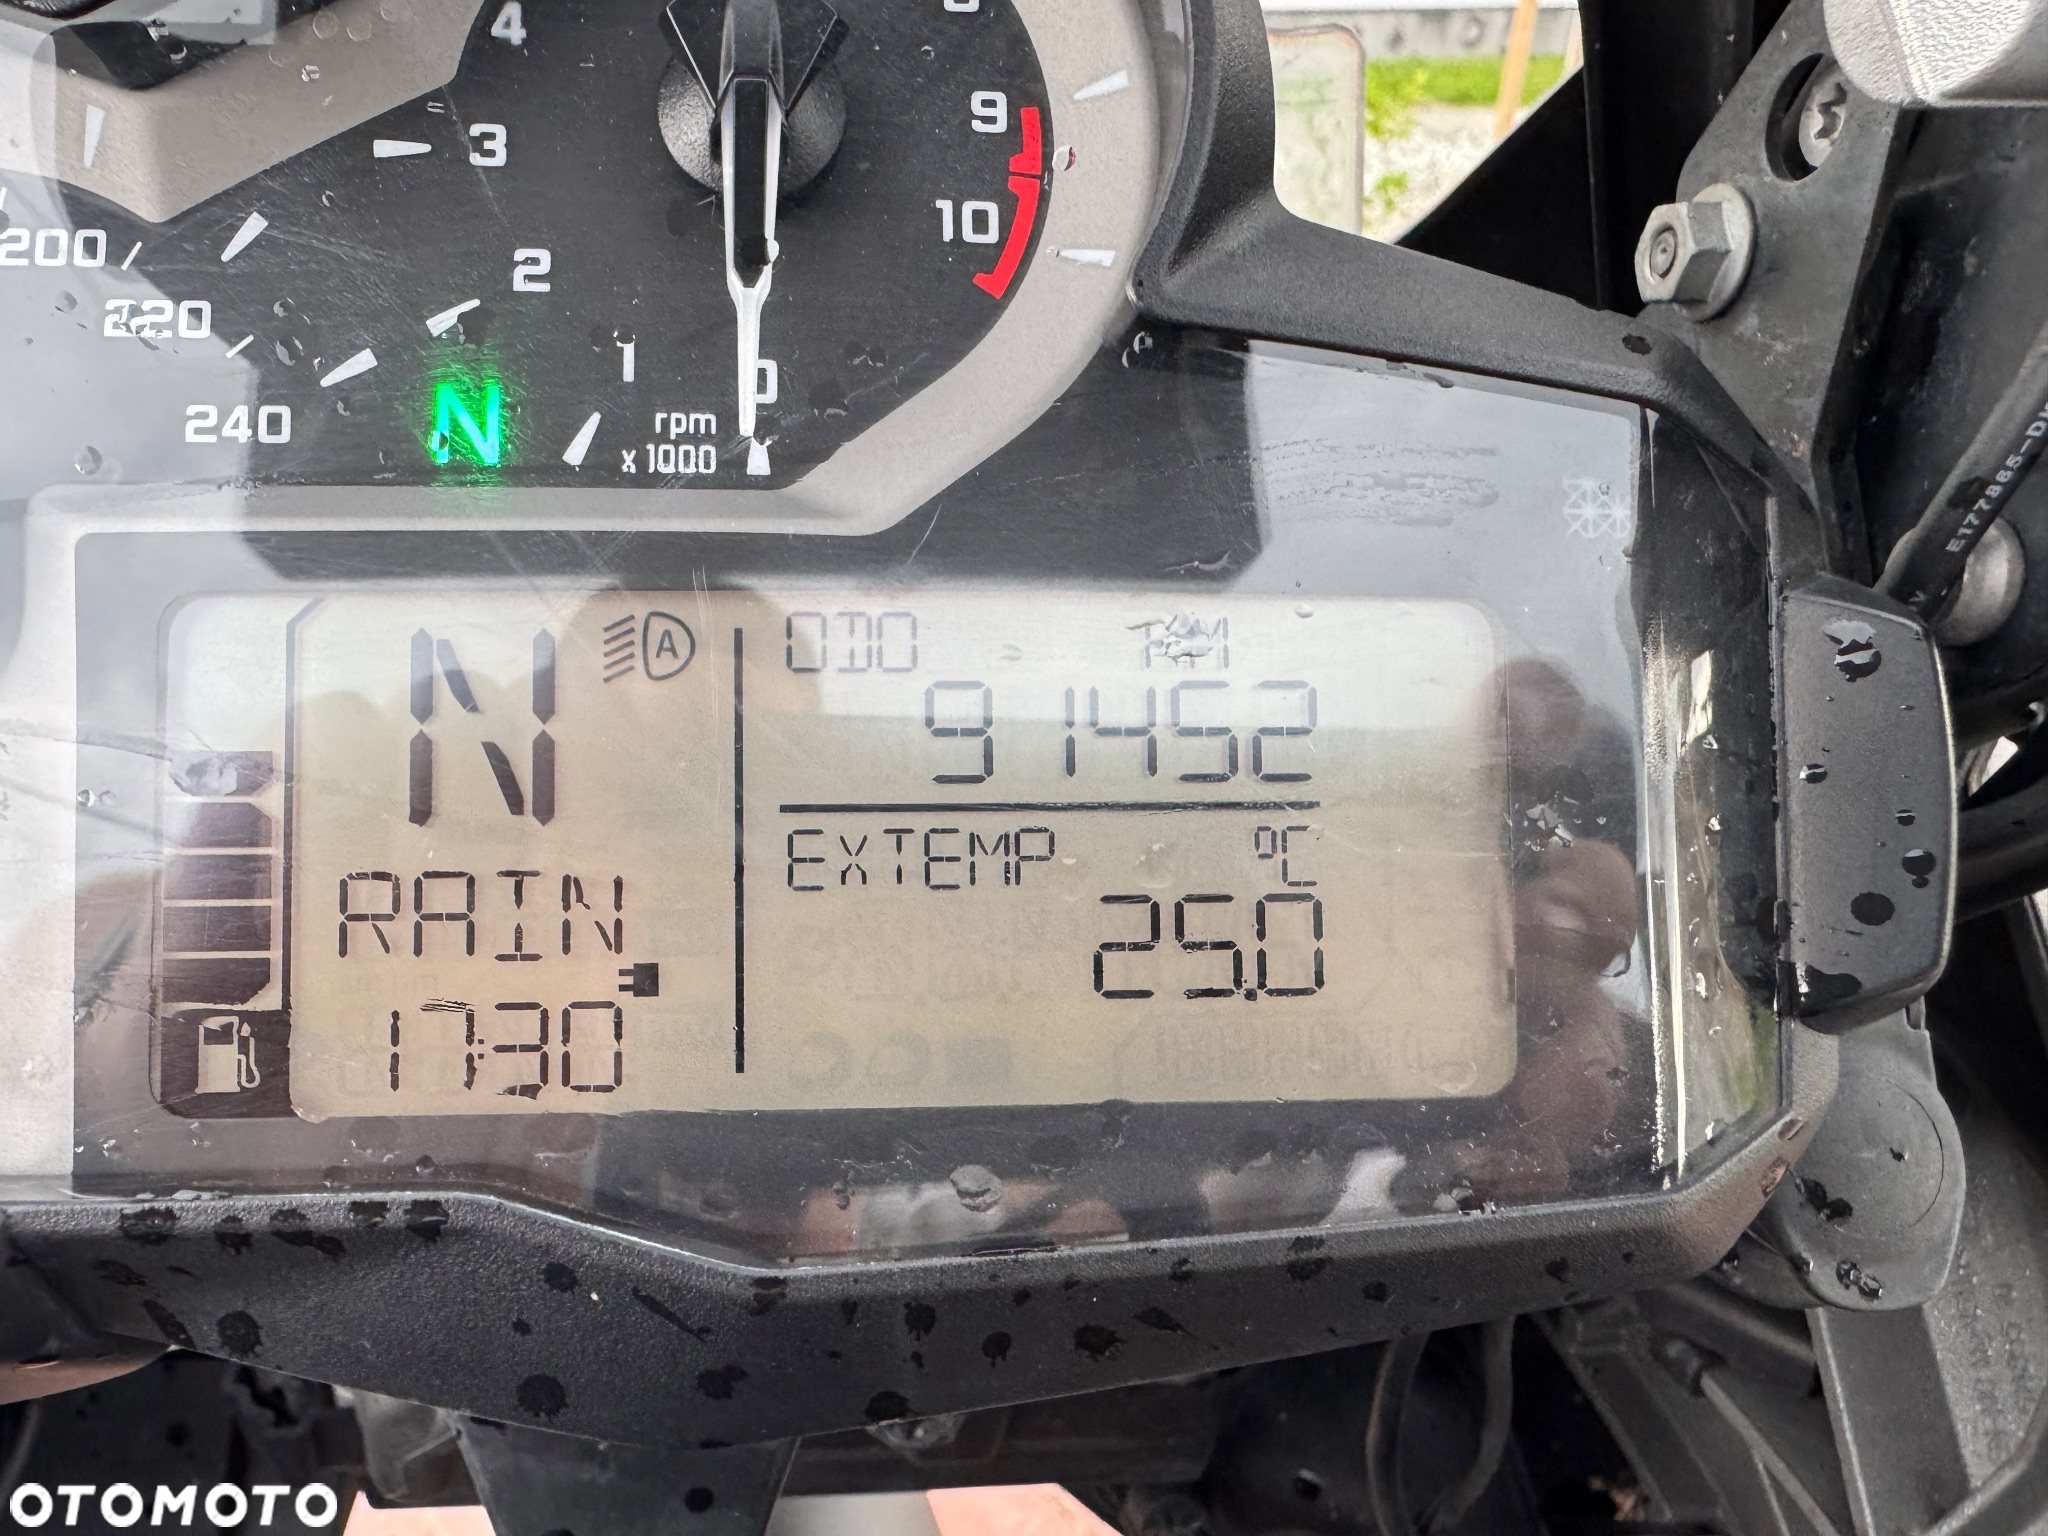 4
3
2
1
0
9
10
200
220
240
N
rpm
x 1000
N
A
ODO
91452
EXTEMP °C
25.0
RAIN
17:30
E177865-D
OTOMOTO